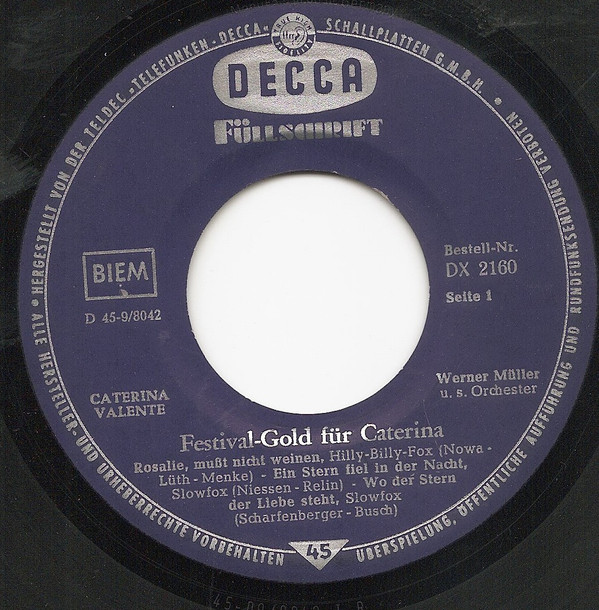 ALLE HERSTELLER- UND URHEBERRECHTE VORBEHALTEN • HERGESTELLT VON DER TELDEC »TELEFUNKEN-DECCA« SCHALLPLATTEN G.M.B.H. • ÜBERSPIELUNG, ÖFFENTLICHE AUFFÜHRUNG UND RUNDFUNKSENDUNG VERBOTEN
DECCA
FÜLLSCHRIFT
BIEM
D 45-9/8042
Bestell-Nr.
DX 2160
Seite 1
CATERINA
VALENTE
Werner Müller
u. s. Orchester
Festival-Gold für Caterina
Rosalie, mußt nicht weinen, Hilly-Billy-Fox (Nowa-
Lüth - Menke) - Ein Stern fiel in der Nacht,
Slowfox (Niessen - Relin) - Wo der Stern
der Liebe steht, Slowfox
(Scharfenberger-Busch)
45